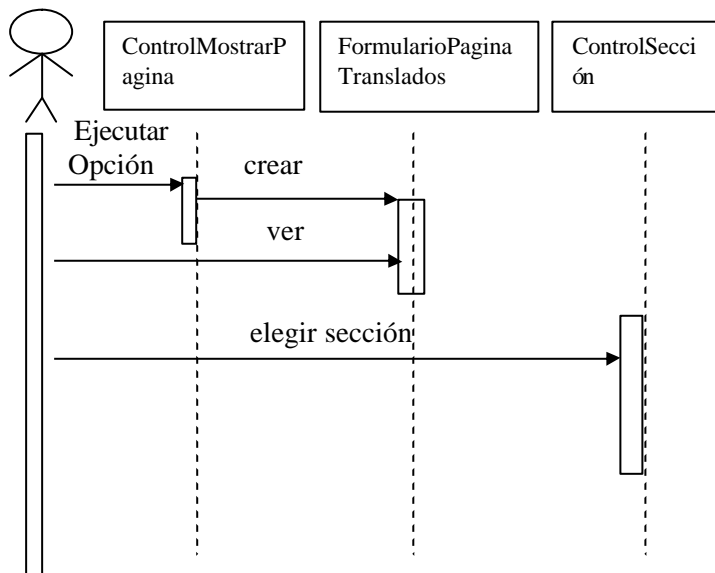 ControlMostrarP
agina
FormularioPagina
Translados
ControlSecci
ón
Ejecutar
Opción
crear
ver
elegir sección